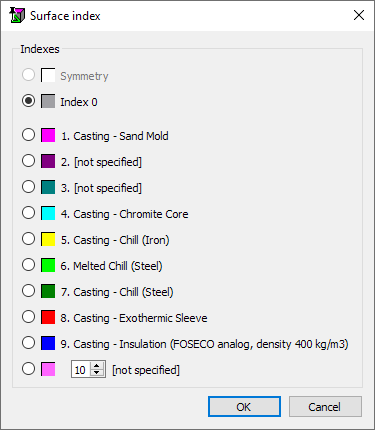 Surface index
Indexes
Symmetry
Index 0
1. Casting - Sand Mold
2. [not specified]
3. [not specified]
4. Casting - Chromite Core
5. Casting - Chill (Iron)
6. Melted Chill (Steel)
7. Casting - Chill (Steel)
8. Casting - Exothermic Sleeve
9. Casting - Insulation (FOSECO analog, density 400 kg/m3)
10 [not specified]
OK Cancel